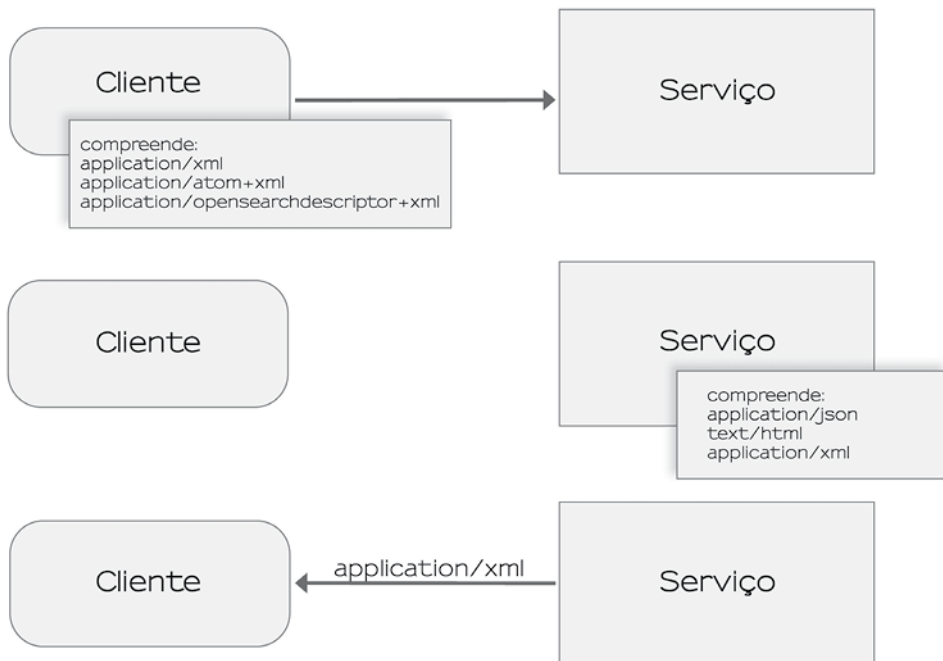 Cliente
Serviço
compreende:
application/xml
application/atom+xml
application/opensearchdescriptor+xml
Cliente
Serviço
compreende:
application/json
text/html
application/xml
Cliente
application/xml
Serviço